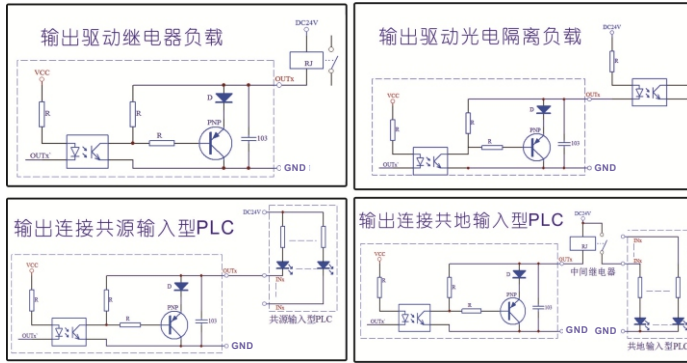 输出驱动继电器负载
DC24V
RJ
VCC
OUTx
R
R
D
PNP
R
103
OUTx'
GND
输出驱动光电隔离负载
DC24V
R
VCC
OUTx
R
R
D
PNP
R
103
OUTx'
GND
输出连接共源输入型PLC
DC24V
VCC
OUTx
INx
R
R
D
PNP
R
103
INx
OUTx'
GND
共源输入型PLC
输出连接共地输入型PLC
DC24V
RJ
INx
VCC
OUTx
INx
中间继电器
R
R
D
PNP
R
103
OUTx'
GND
GND
共地输入型PLC